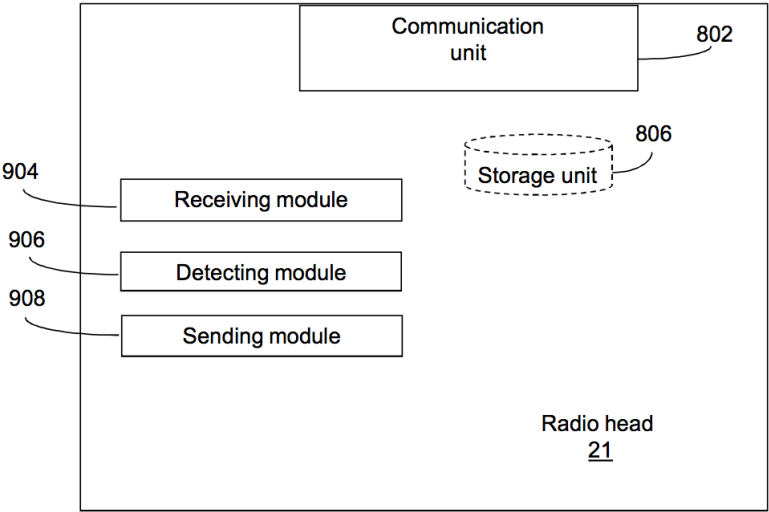 Communication
unit
802
806
Storage unit
904
Receiving module
906
Detecting module
908
Sending module
Radio head
21